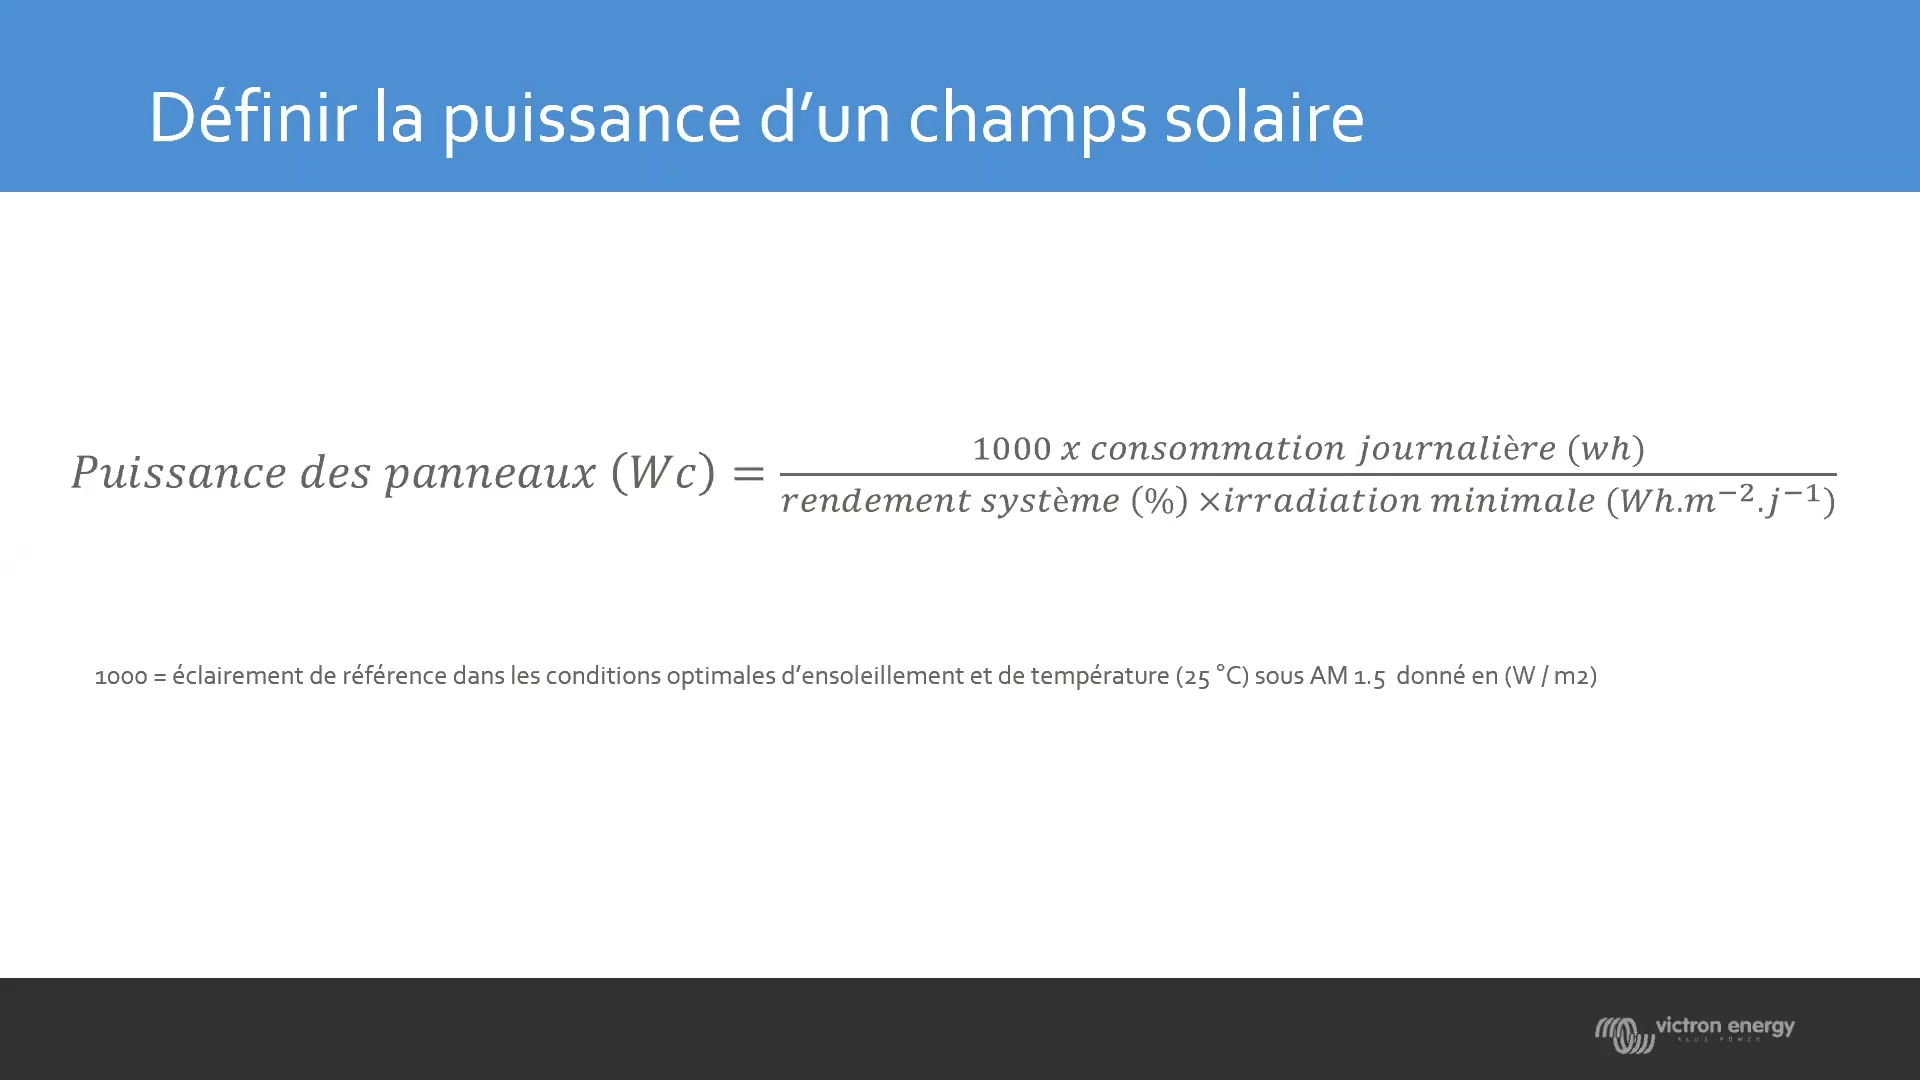 Définir la puissance d’un champs solaire
Puissance des panneaux (Wc) = 1000 x consommation journalière (wh) / rendement système (%) ×irradiation minimale (Wh.m⁻².j⁻¹)
1000 = éclairement de référence dans les conditions optimales d’ensoleillement et de température (25 °C) sous AM 1.5 donné en (W / m2)
victron energy
BLUE POWER